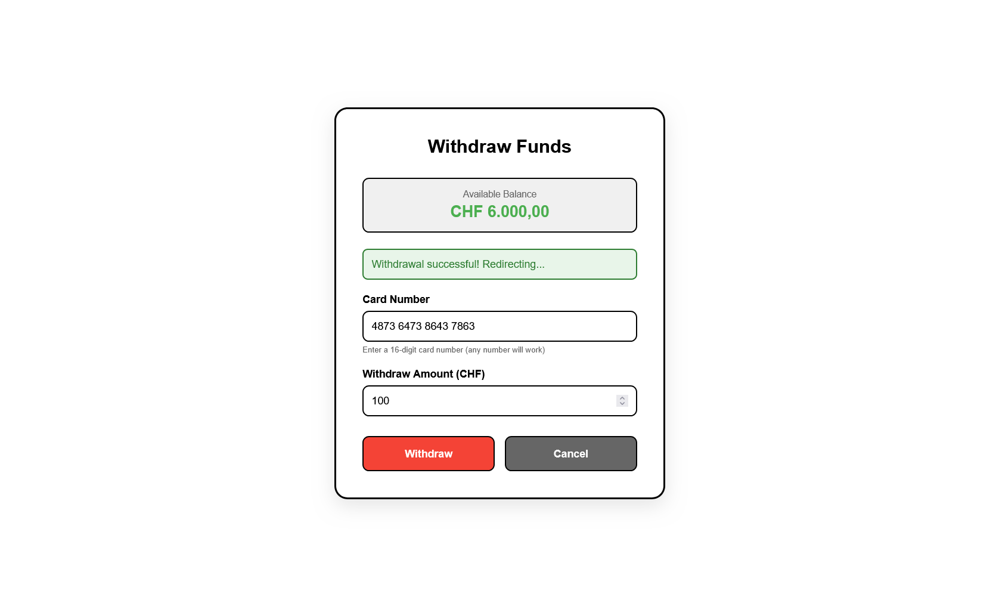 Withdraw Funds
Available Balance
CHF 6.000,00
Withdrawal successful! Redirecting...
Card Number
4873 6473 8643 7863
Enter a 16-digit card number (any number will work)
Withdraw Amount (CHF)
100
Withdraw
Cancel